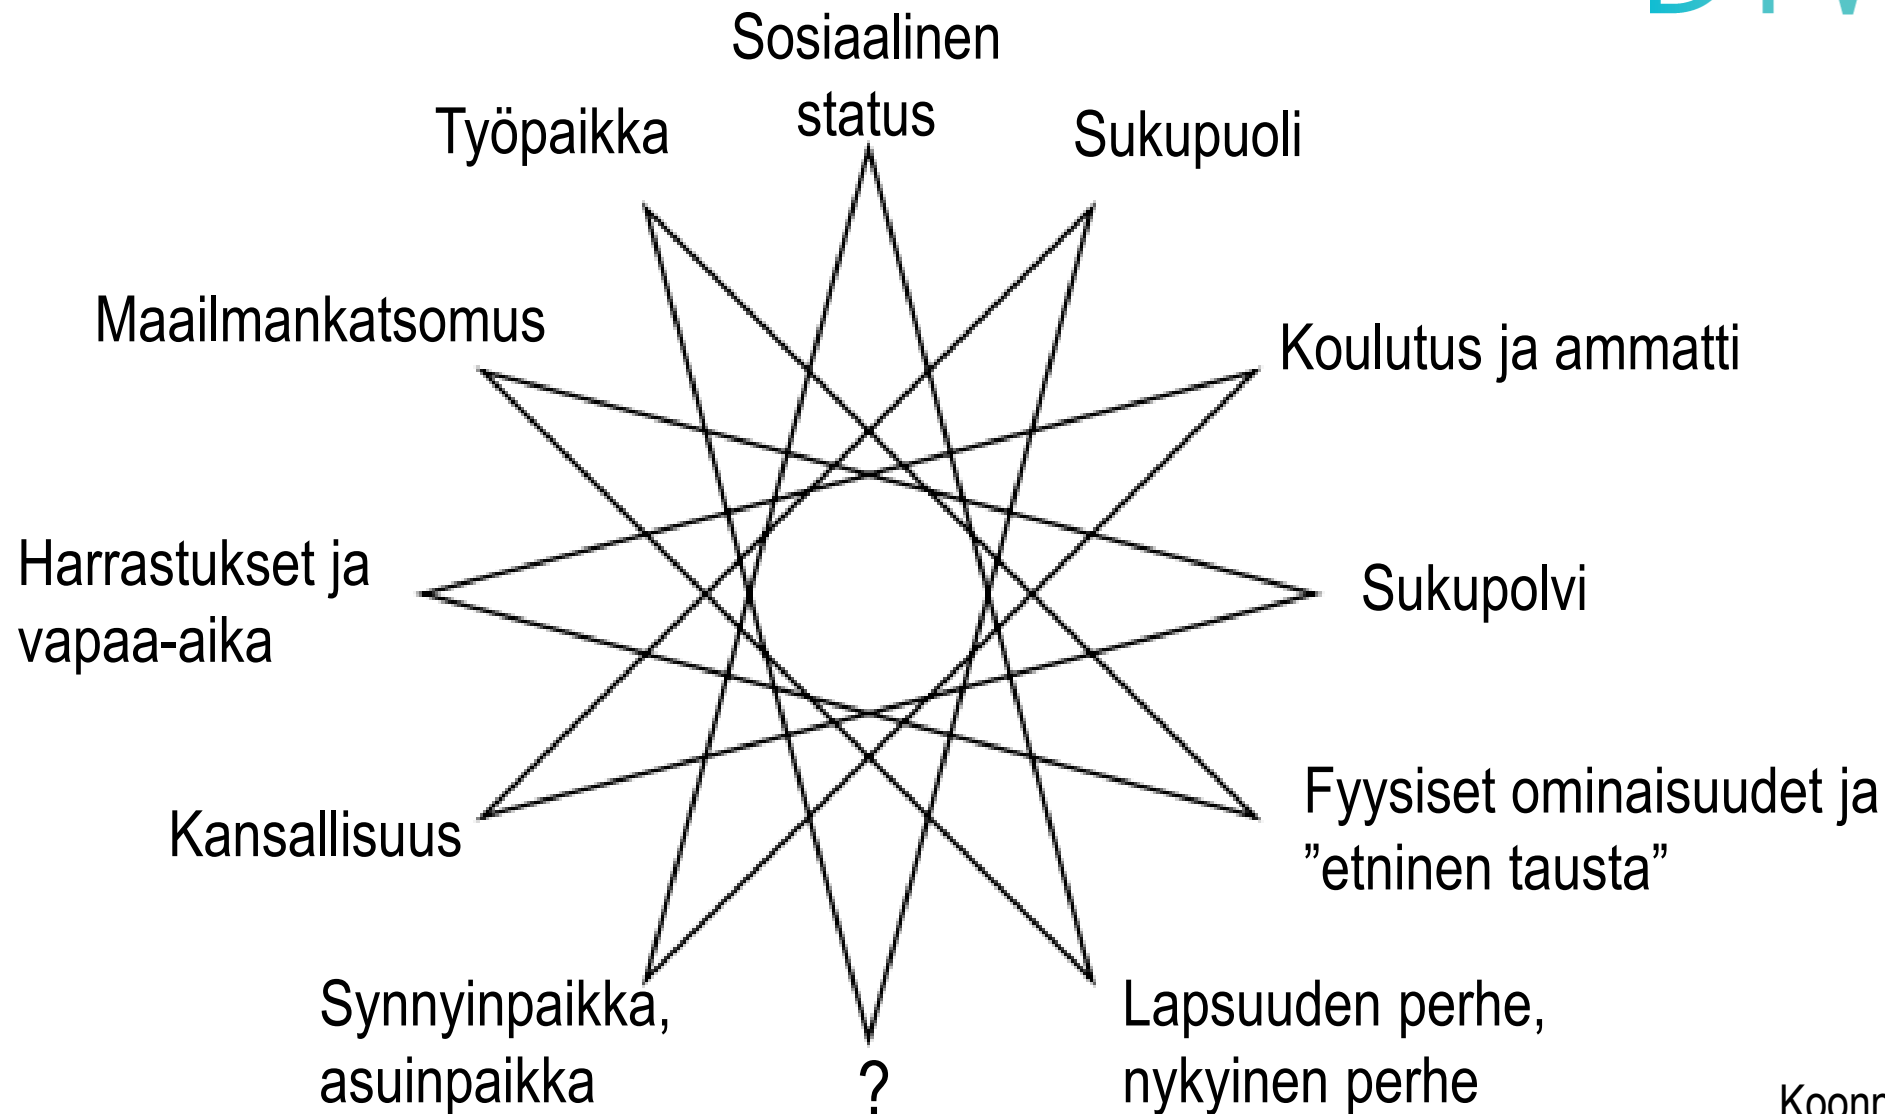 Sosiaalinen
status
Työpaikka
Sukupuoli
Maailmankatsomus
Koulutus ja ammatti
Harrastukset ja
vapaa-aika
Sukupolvi
Kansallisuus
Fyysiset ominaisuudet ja
”etninen tausta”
Synnyinpaikka,
asuinpaikka
?
Lapsuuden perhe,
nykyinen perhe